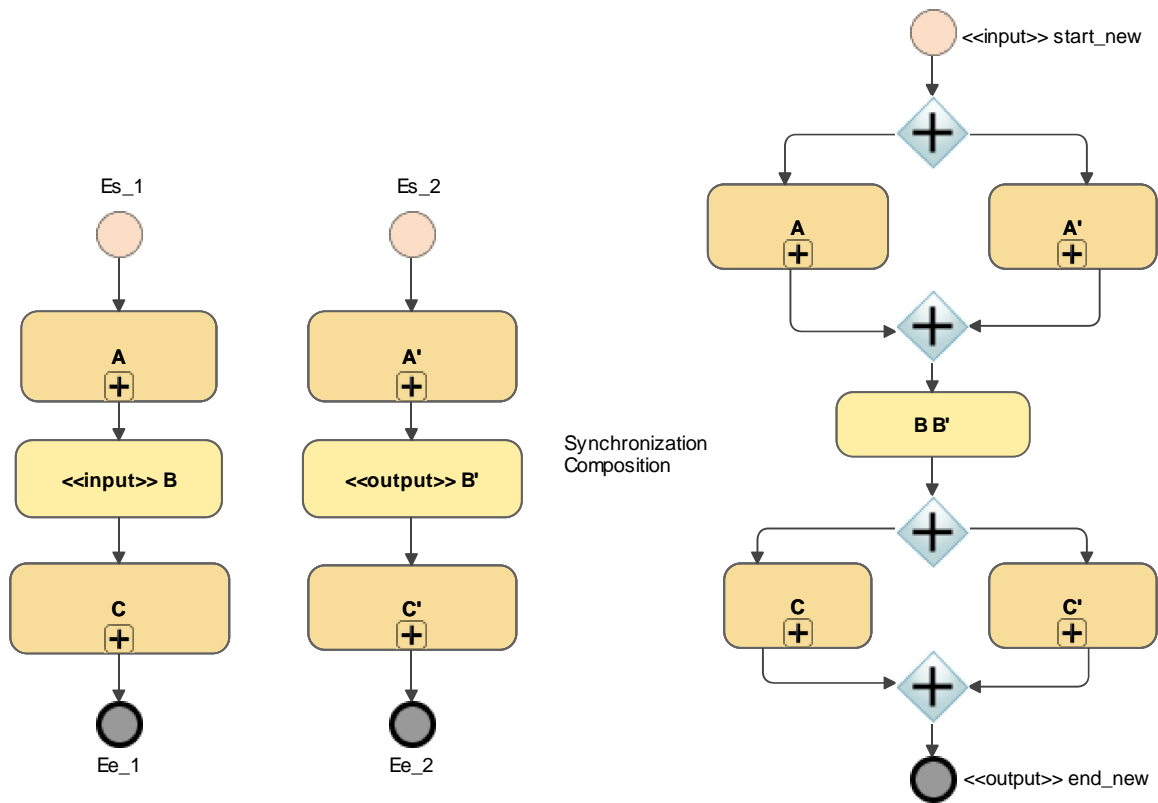 Es_1
A
<<input>> B
C
Ee_1
Es_2
A'
<<output>> B'
C'
Ee_2
Synchronization
Composition
<<input>> start_new
A
A'
B B'
C
C'
<<output>> end_new